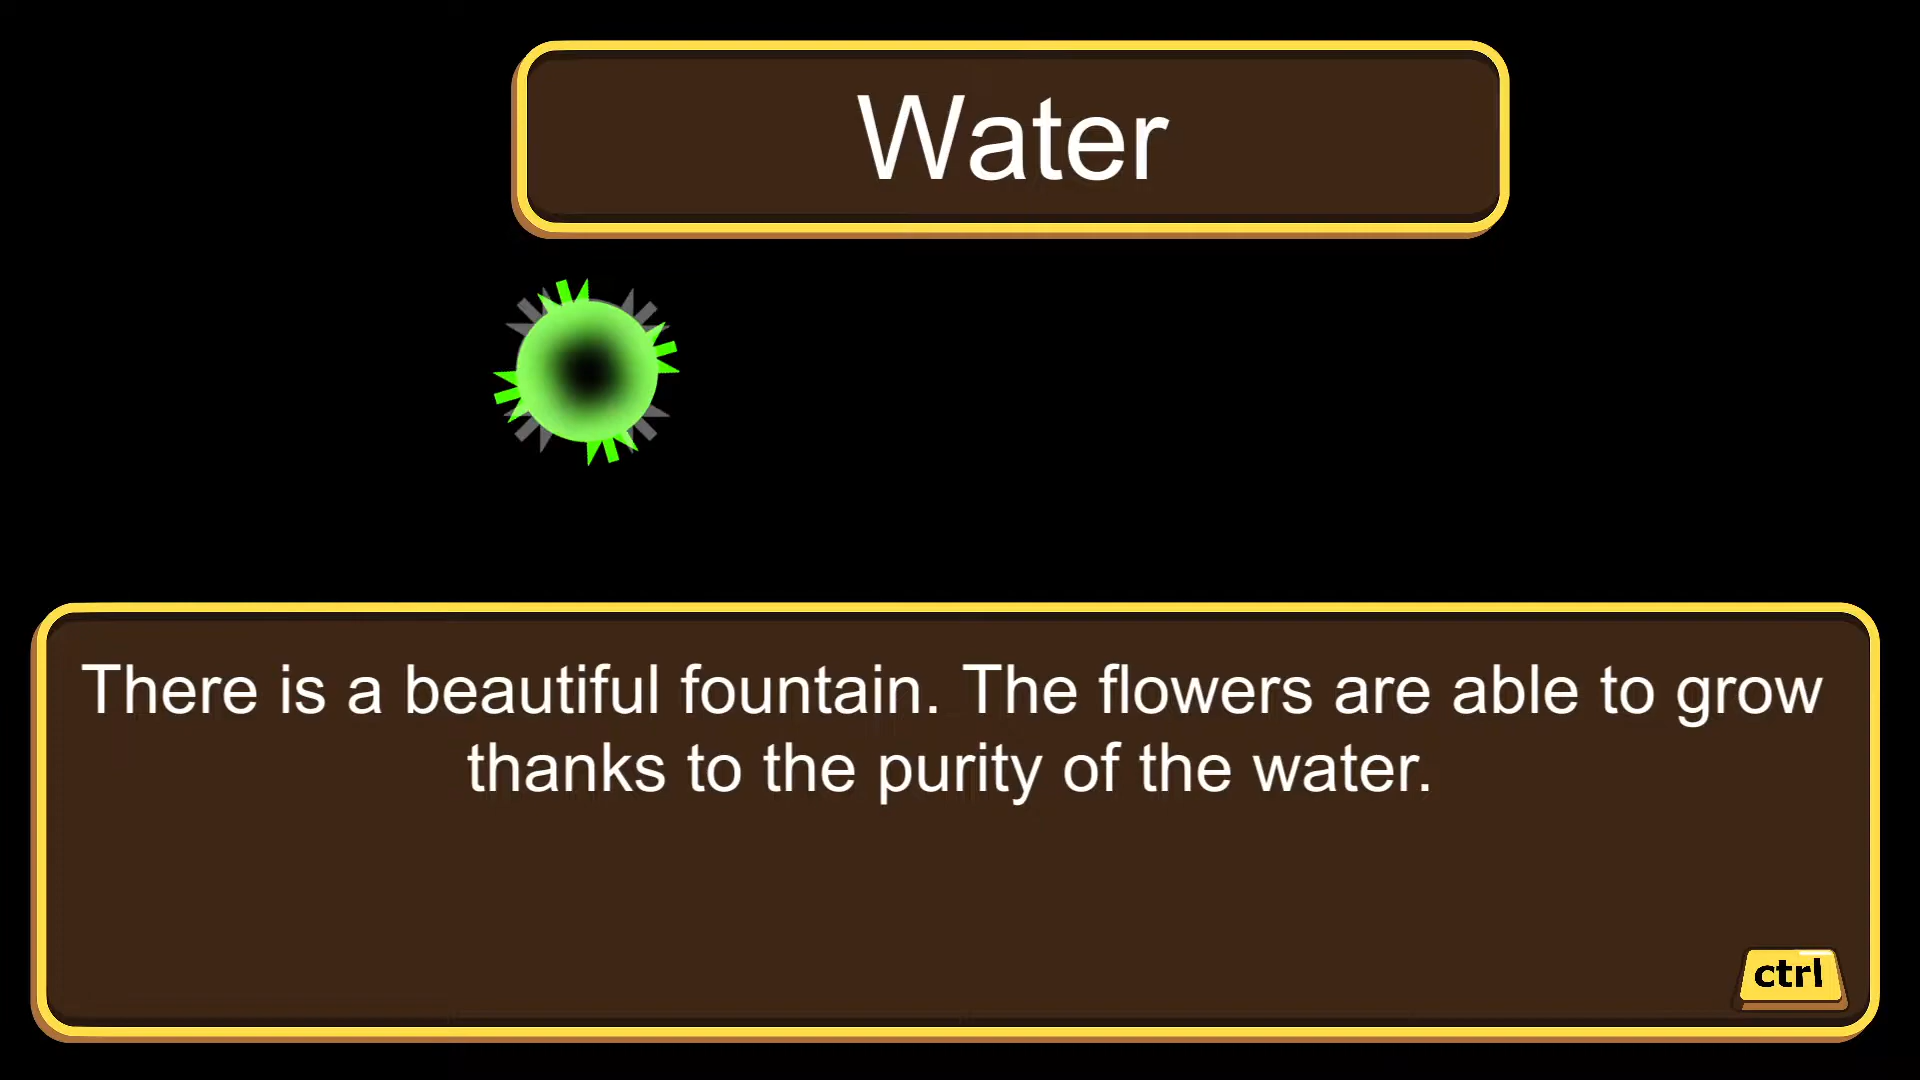 Water
There is a beautiful fountain. The flowers are able to grow
thanks to the purity of the water.
ctrl